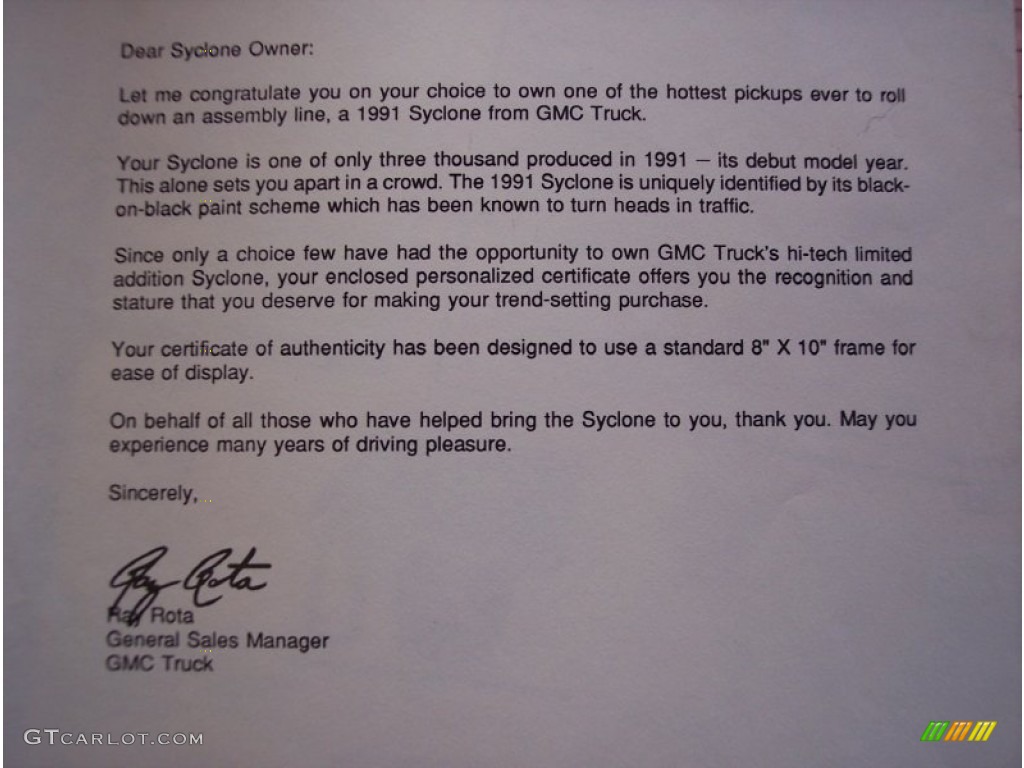 Dear Syclone Owner:
Let me congratulate you on your choice to own one of the hottest pickups ever to roll
down an assembly line, a 1991 Syclone from GMC Truck.
Your Syclone is one of only three thousand produced in 1991 – its debut model year.
This alone sets you apart in a crowd. The 1991 Syclone is uniquely identified by its black-
on-black paint scheme which has been known to turn heads in traffic.
Since only a choice few have had the opportunity to own GMC Truck's hi-tech limited
addition Syclone, your enclosed personalized certificate offers you the recognition and
stature that you deserve for making your trend-setting purchase.
Your certificate of authenticity has been designed to use a standard 8" X 10" frame for
ease of display.
On behalf of all those who have helped bring the Syclone to you, thank you. May you
experience many years of driving pleasure.
Sincerely,
Ray Rota
Ray Rota
General Sales Manager
GMC Truck
GTCARLOT.COM